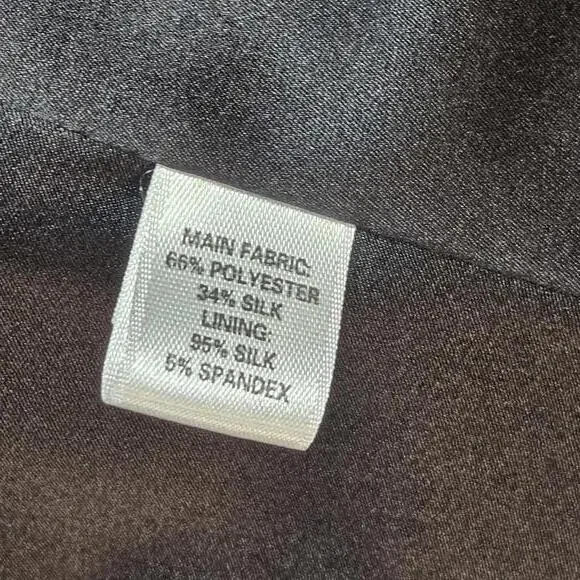 MAIN FABRIC:
66% POLYESTER
34% SILK
LINING:
95% SILK
5% SPANDEX